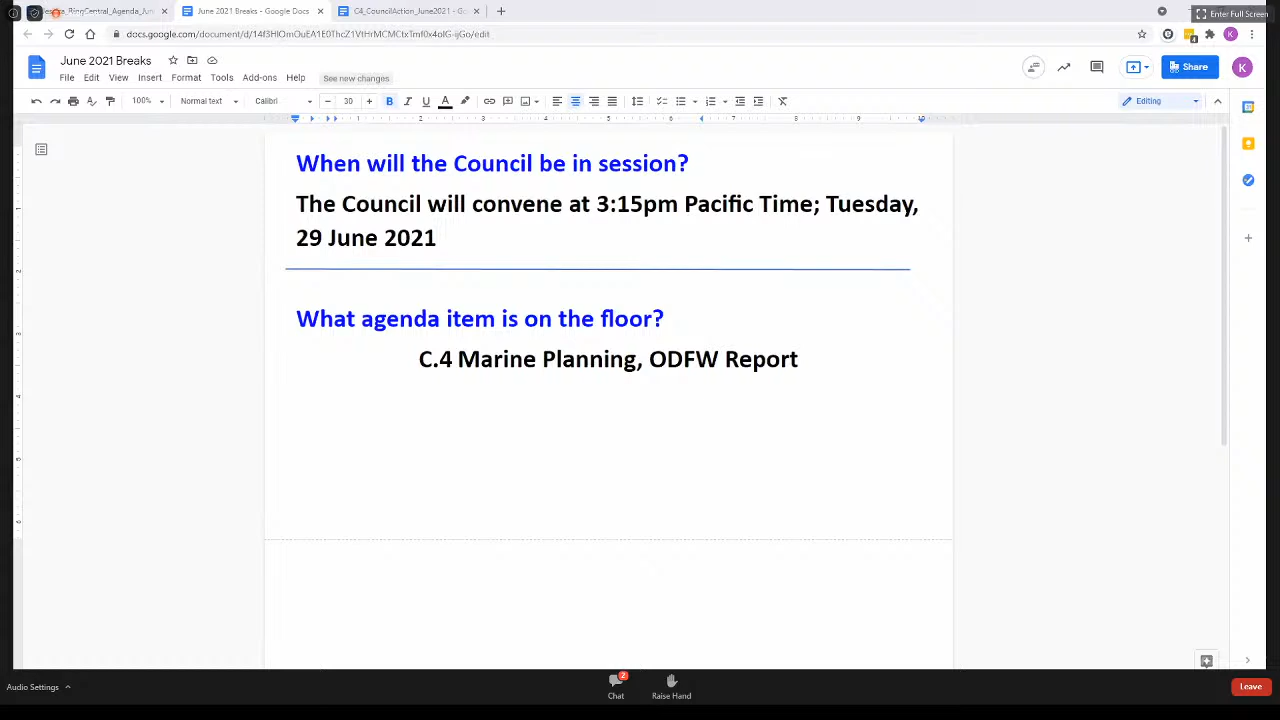 RingCentral_Agenda_Jun
June 2021 Breaks - Google Docs
C4_CouncilAction_June2021 - Go
Enter Full Screen
June 2021 Breaks
File Edit View Insert Format Tools Add-ons Help See new changes
Share
K
100% Normal text Calibri 30 B I U A Editing
When will the Council be in session?
The Council will convene at 3:15pm Pacific Time; Tuesday,
29 June 2021
What agenda item is on the floor?
C.4 Marine Planning, ODFW Report
Audio Settings
Chat
2
Raise Hand
Leave